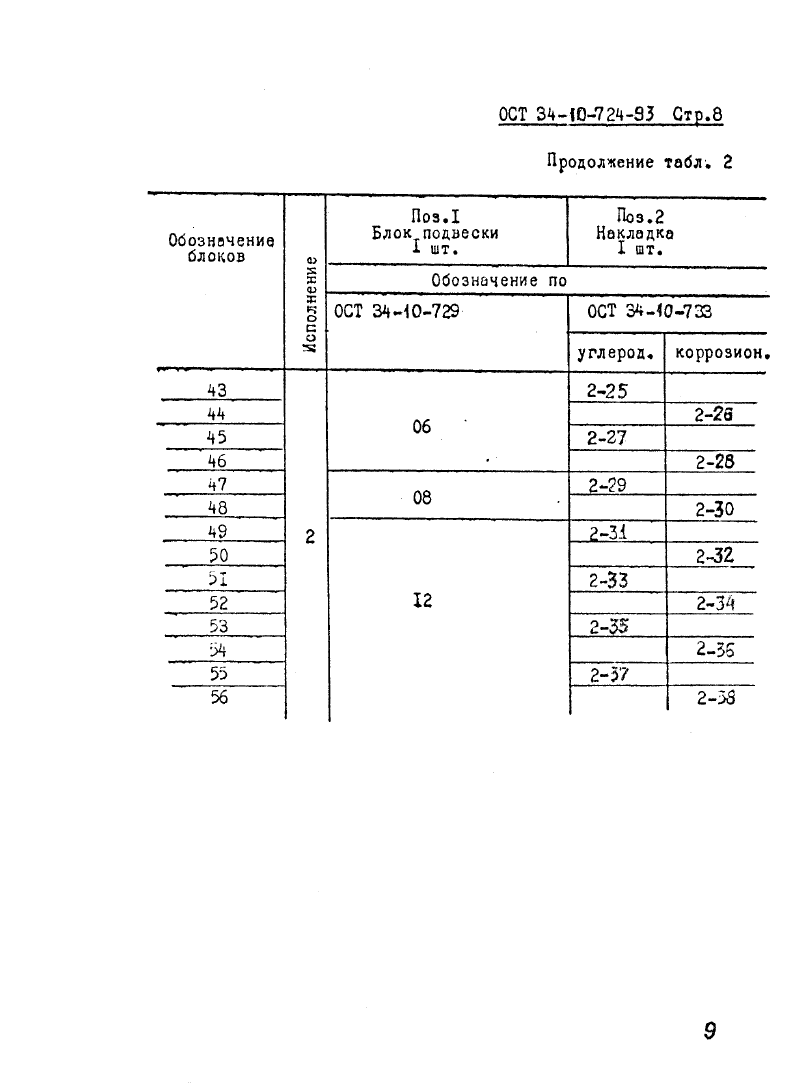 ОСТ 34-10-724-93 Стр.8
Продолжение табл. 2
Обозначение блоков
Исполнение
Поз.I Блок подвески I шт.
Поз.2 Накладка I шт.
Обозначение по
ОСТ 34-10-729
ОСТ 34-10-733
углерод.
коррозион.
43 2 06 2-25
44 2-26
45 2-27
46 2-28
47 08 2-29
48 2-30
49 I2 2-31
50 2-32
5I 2-33
52 2-34
53 2-35
54 2-36
55 2-37
56 2-38
9